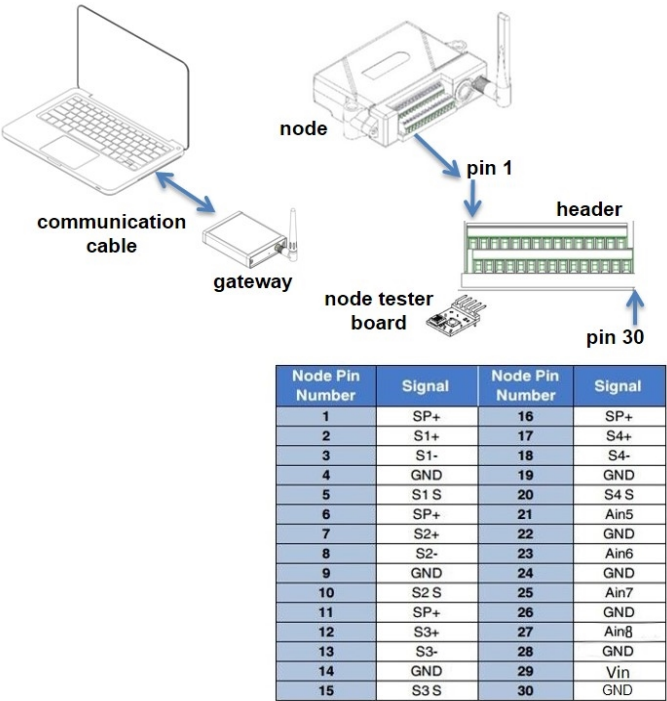 node
pin 1
header
communication
cable
gateway
node tester
board
pin 30
Node Pin Number Signal Node Pin Number Signal
1 SP+ 16 SP+
2 S1+ 17 S4+
3 S1- 18 S4-
4 GND 19 GND
5 S1 S 20 S4 S
6 SP+ 21 Ain5
7 S2+ 22 GND
8 S2- 23 Ain6
9 GND 24 GND
10 S2 S 25 Ain7
11 SP+ 26 GND
12 S3+ 27 Ain8
13 S3- 28 GND
14 GND 29 Vin
15 S3 S 30 GND